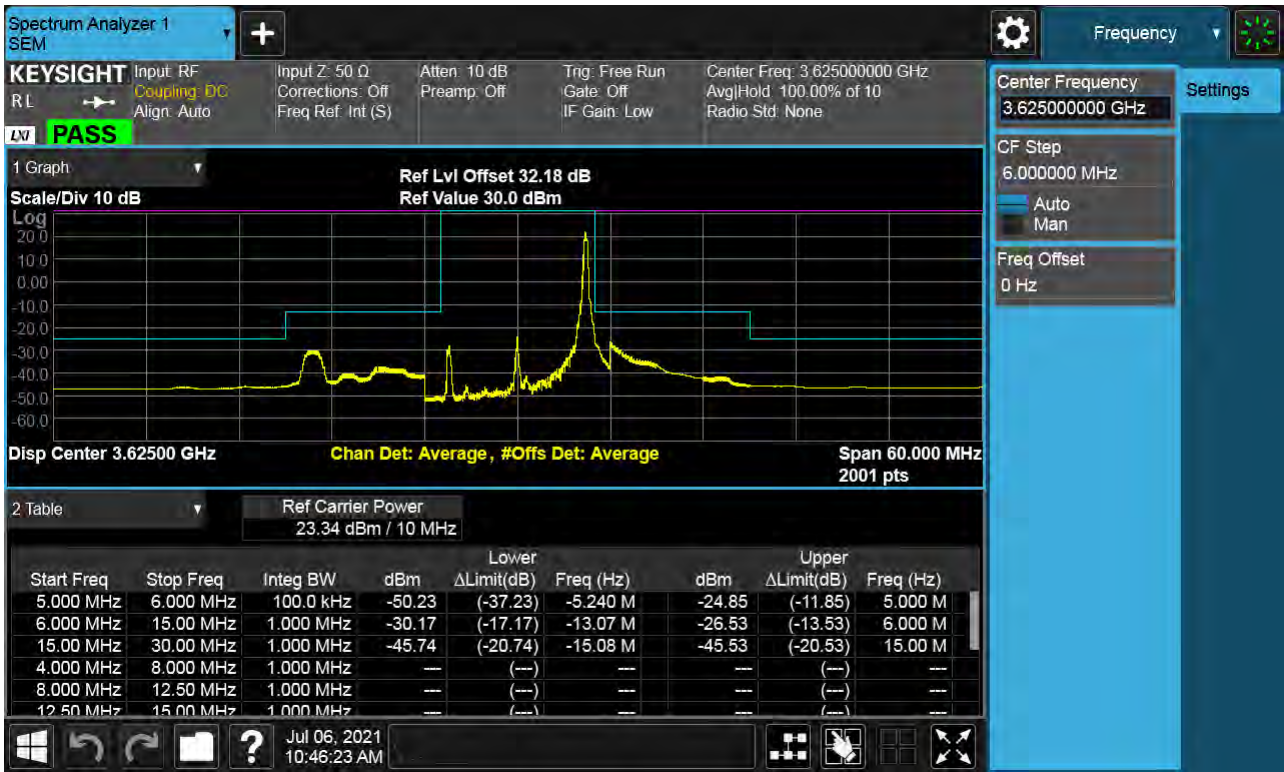 Spectrum Analyzer 1
SEM
+
Frequency
KEYSIGHT
RL
LXI
PASS
Input: RF
Coupling: DC
Align: Auto
Input Z: 50 Ω
Corrections: Off
Freq Ref: Int (S)
Atten: 10 dB
Preamp: Off
Trig: Free Run
Gate: Off
IF Gain: Low
Center Freq: 3.625000000 GHz
Avg|Hold: 100.00% of 10
Radio Std: None
Center Frequency
3.625000000 GHz
Settings
CF Step
6.000000 MHz
Auto
Man
Freq Offset
0 Hz
1 Graph
Scale/Div 10 dB
Ref Lvl Offset 32.18 dB
Ref Value 30.0 dBm
Log
20.0
10.0
0.00
-10.0
-20.0
-30.0
-40.0
-50.0
-60.0
Disp Center 3.62500 GHz
Chan Det: Average, #Offs Det: Average
Span 60.000 MHz
2001 pts
2 Table
Ref Carrier Power
23.34 dBm / 10 MHz
Lower Upper
Start Freq Stop Freq Integ BW dBm ΔLimit(dB) Freq (Hz) dBm ΔLimit(dB) Freq (Hz)
5.000 MHz 6.000 MHz 100.0 kHz -50.23 (-37.23) -5.240 M -24.85 (-11.85) 5.000 M
6.000 MHz 15.00 MHz 1.000 MHz -30.17 (-17.17) -13.07 M -26.53 (-13.53) 6.000 M
15.00 MHz 30.00 MHz 1.000 MHz -45.74 (-20.74) -15.08 M -45.53 (-20.53) 15.00 M
4.000 MHz 8.000 MHz 1.000 MHz --- (---) --- --- (---) ---
8.000 MHz 12.50 MHz 1.000 MHz --- (---) --- --- (---) ---
12.50 MHz 15.00 MHz 1.000 MHz --- (---) --- --- (---) ---
?
Jul 06, 2021
10:46:23 AM